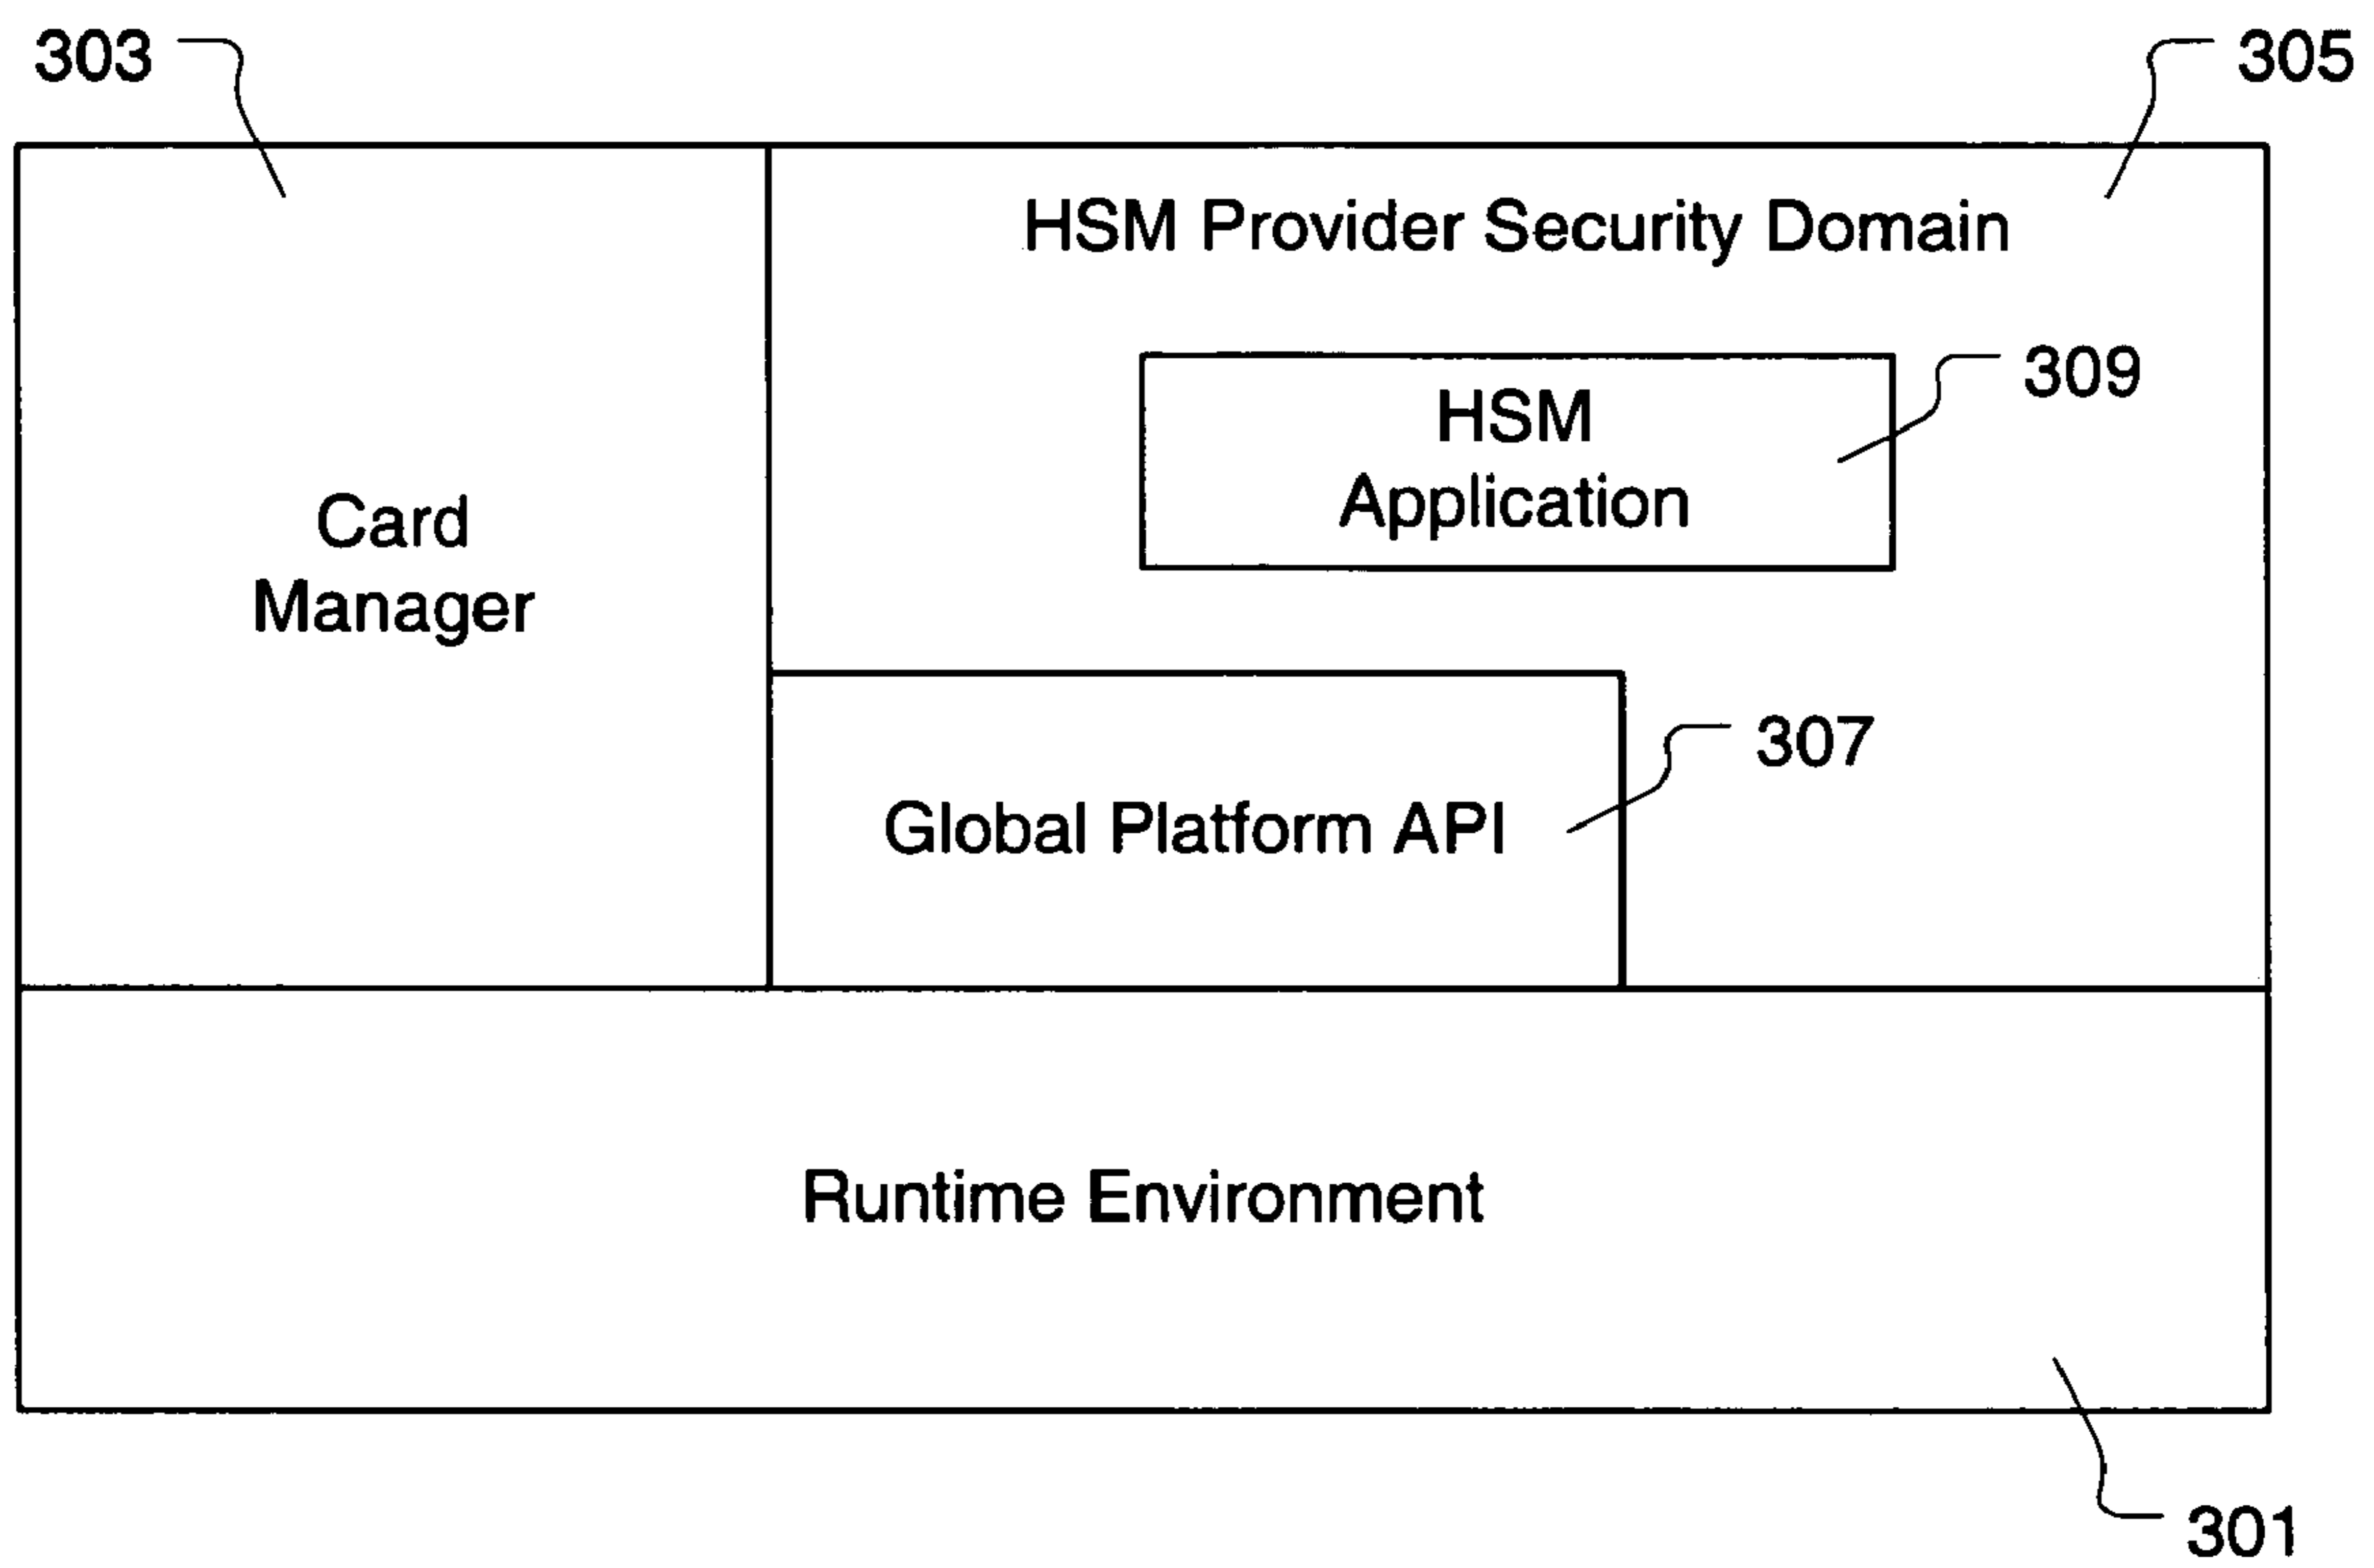 303
305
HSM Provider Security Domain
309
HSM
Application
Card
Manager
307
Global Platform API
Runtime Environment
301